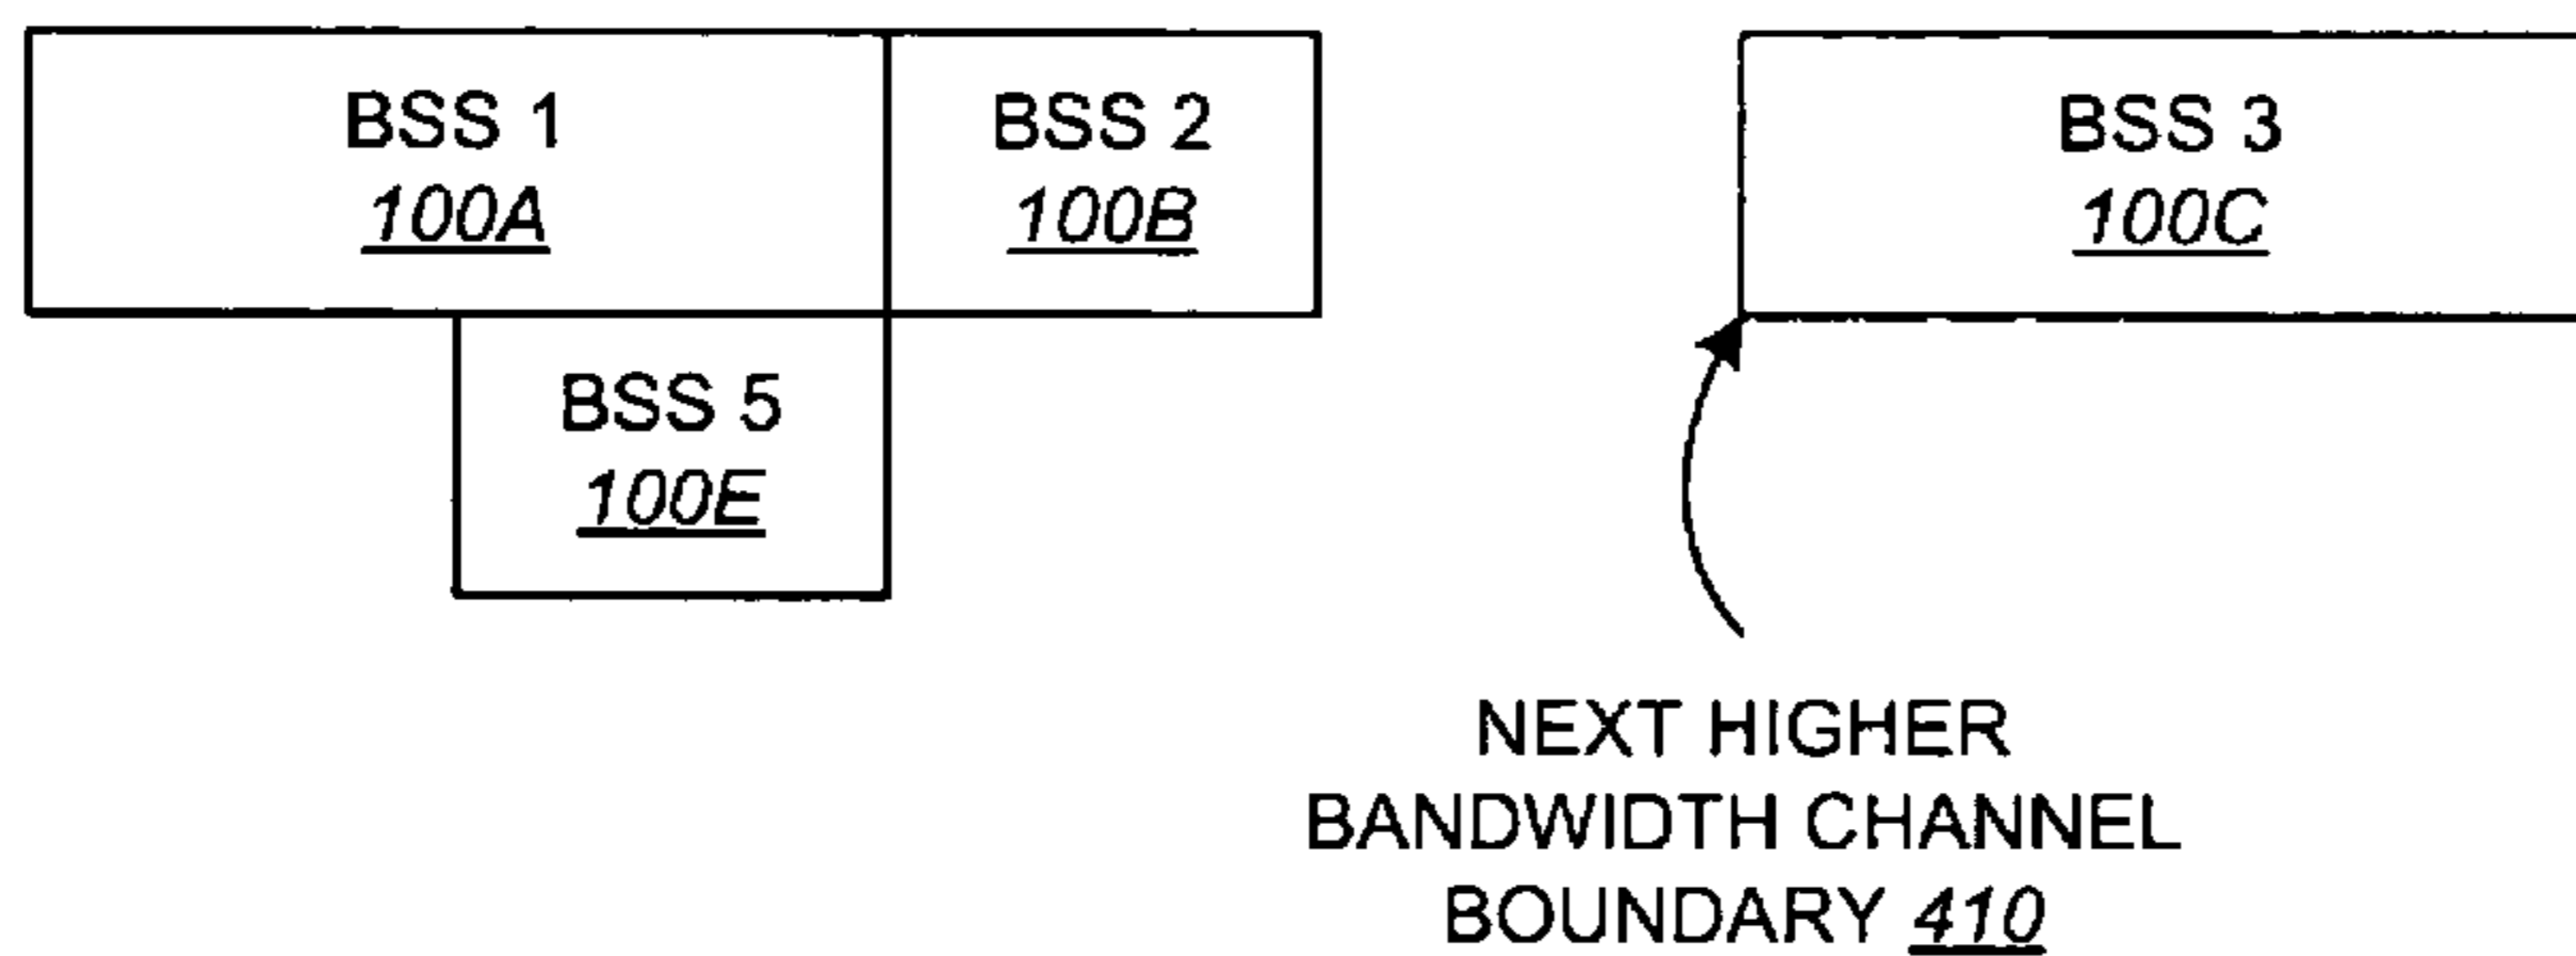 BSS 1
100A
BSS 2
100B
BSS 3
100C
BSS 5
100E
NEXT HIGHER
BANDWIDTH CHANNEL
BOUNDARY 410